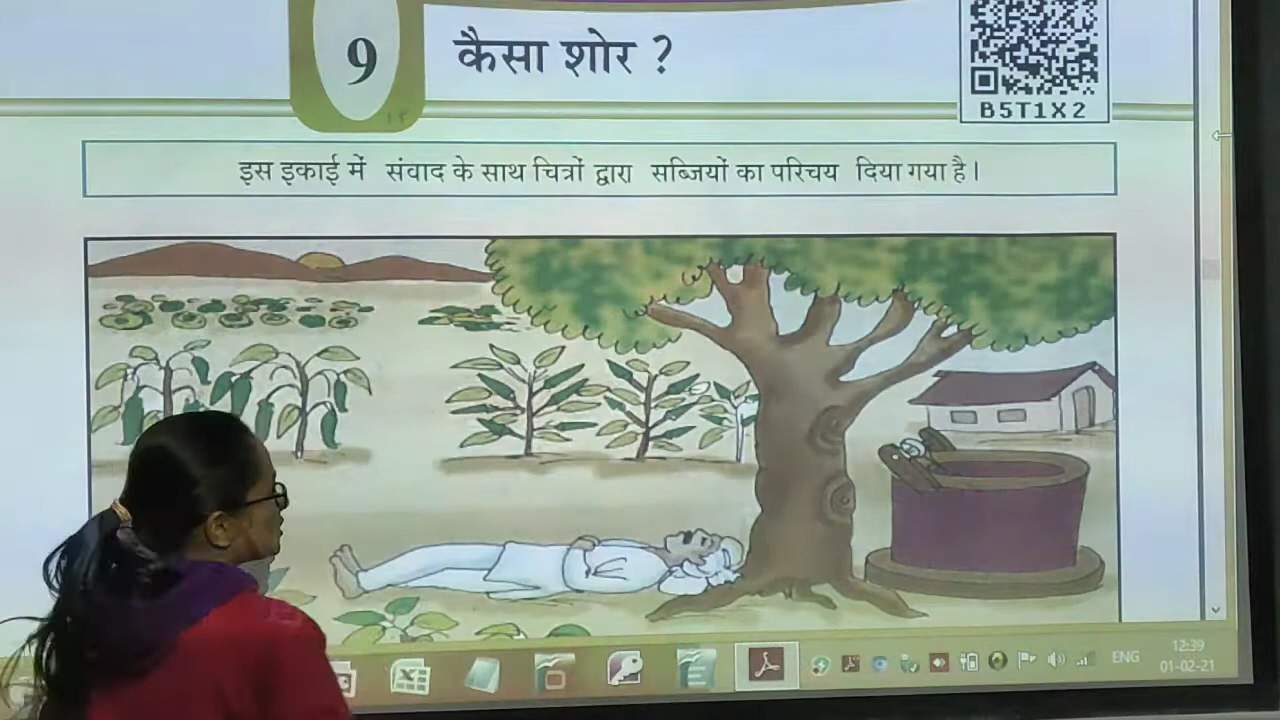 9
कैसा शोर ?
B5T1X2
इस इकाई में संवाद के साथ चित्रों द्वारा सब्जियों का परिचय दिया गया है।
ENG
12:39
01-02-21